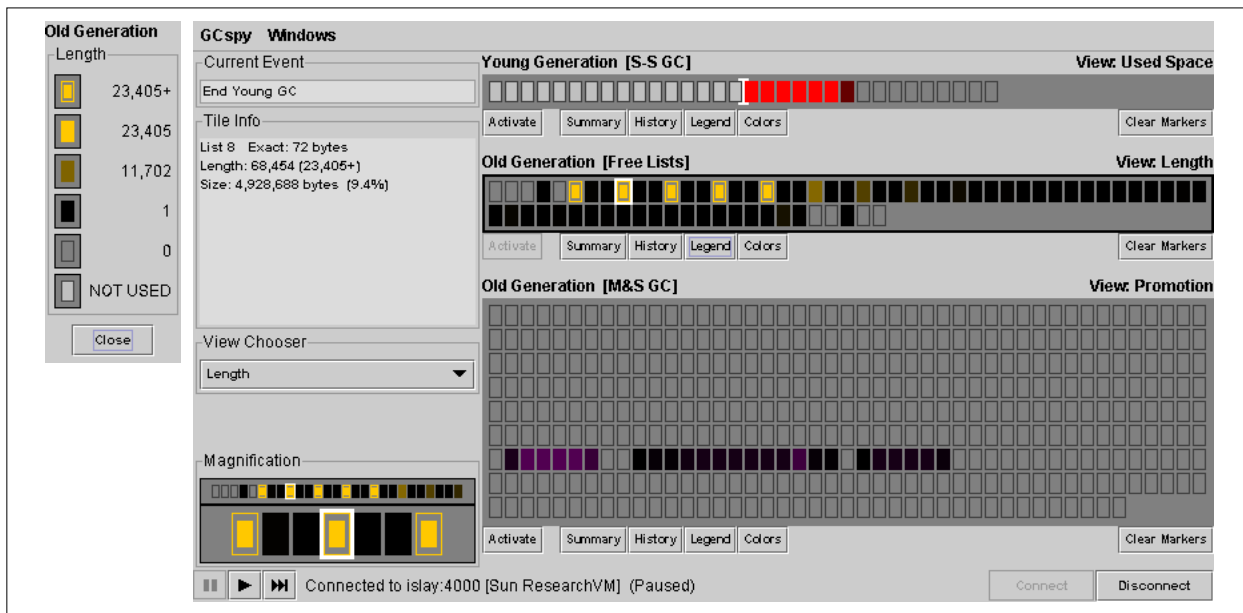 Old Generation
Length
23,405+
23,405
11,702
1
0
NOT USED
Close
GCspy Windows
Current Event
End Young GC
Tile Info
List 8 Exact: 72 bytes
Length: 68,454 (23,405+)
Size: 4,928,688 bytes (9.4%)
View Chooser
Length
Magnification
Young Generation [S-S GC] View: Used Space
Activate Summary History Legend Colors Clear Markers
Old Generation [Free Lists] View: Length
Activate Summary History Legend Colors Clear Markers
Old Generation [M&S GC] View: Promotion
Activate Summary History Legend Colors Clear Markers
Connected to islay:4000 [Sun ResearchVM] (Paused) Connect Disconnect